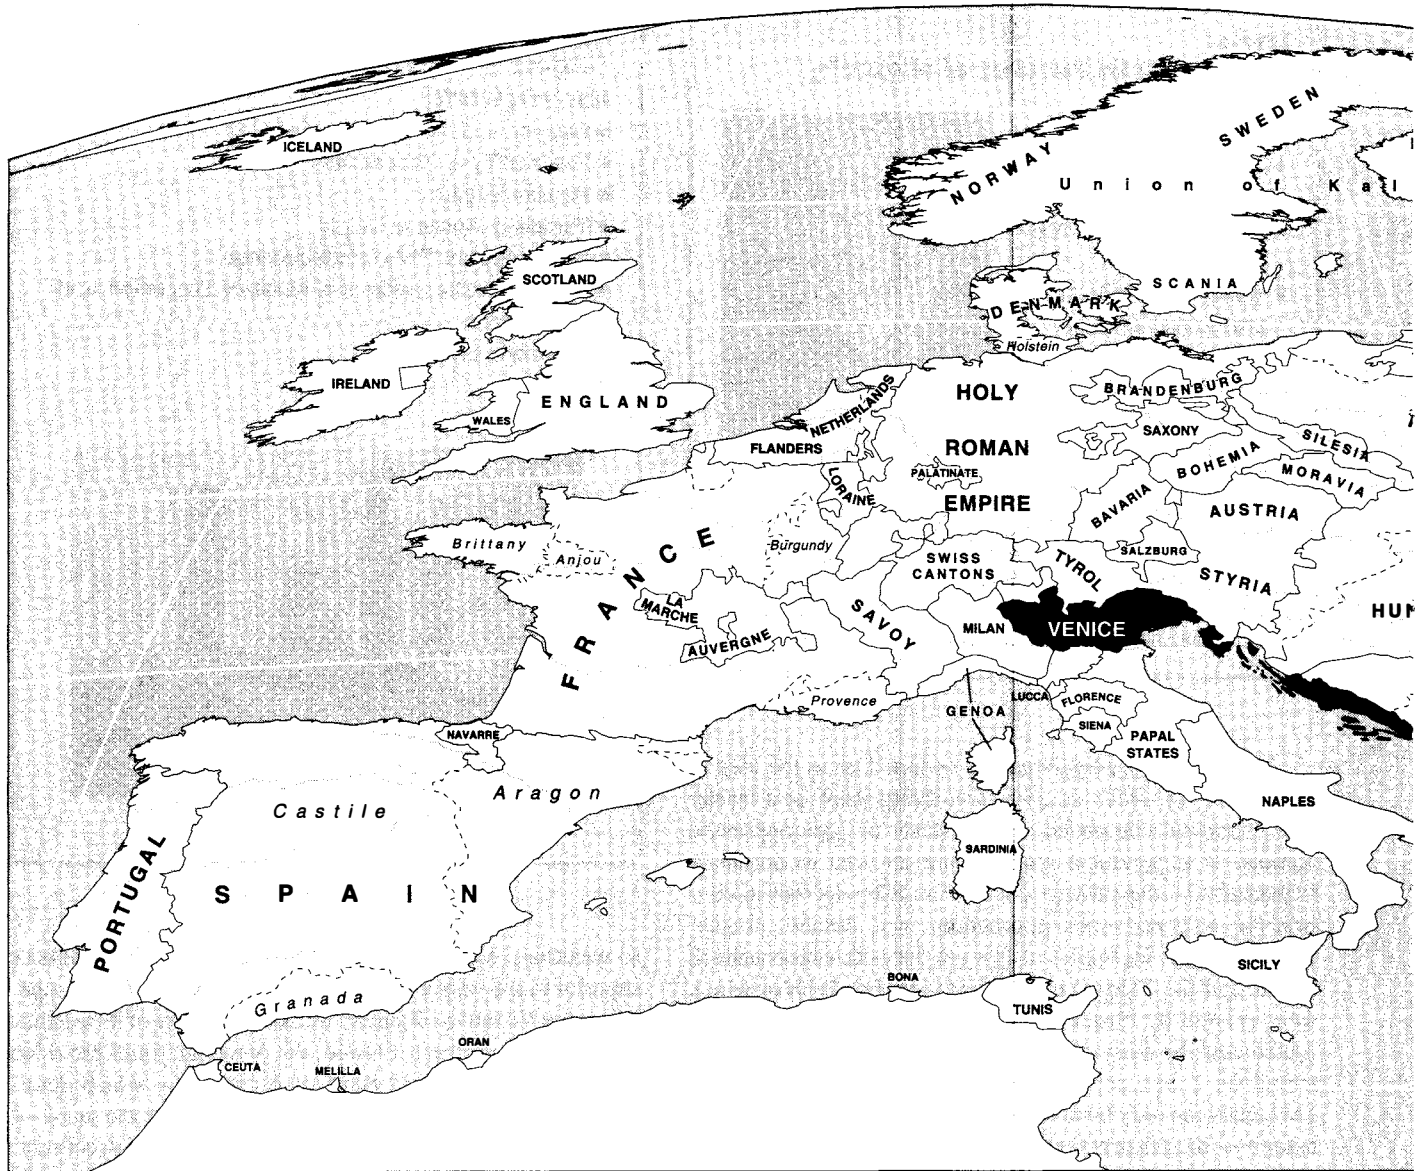 ICELAND
SWEDEN
NORWAY
Union of Kal
SCOTLAND
SCANIA
DENMARK
Holstein
IRELAND
WALES
ENGLAND
NETHERLANDS
FLANDERS
HOLY
ROMAN
EMPIRE
BRANDENBURG
SAXONY
SILESIA
BOHEMIA
MORAVIA
PALATINATE
LORAINE
BAVARIA
AUSTRIA
Brittany
Anjou
FRANCE
Burgundy
SWISS
CANTONS
TYROL
SALZBURG
STYRIA
LA
MARCHE
AUVERGNE
SAVOY
MILAN
VENICE
HUN
Provence
GENOA
LUCCA
FLORENCE
SIENA
PAPAL
STATES
NAVARRE
Castile
Aragon
NAPLES
SARDINIA
PORTUGAL
SPAIN
Granada
SICILY
BONA
TUNIS
ORAN
CEUTA
MELILLA